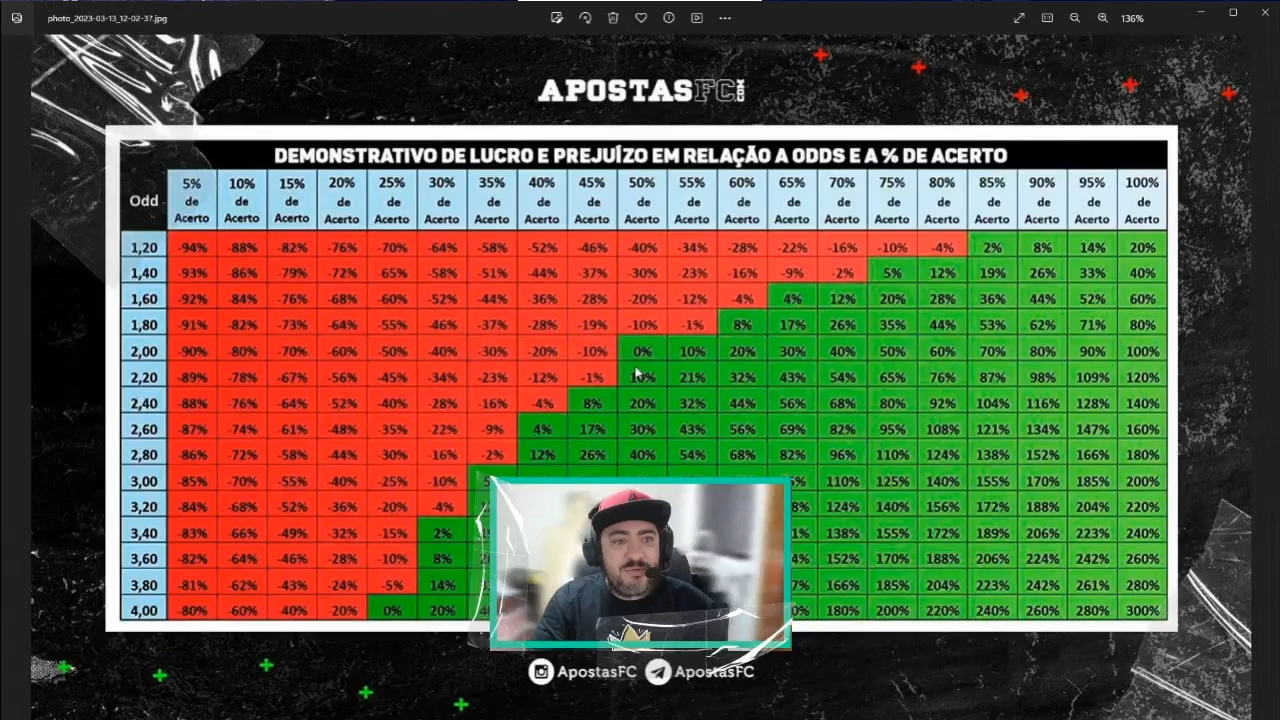 photo_2023-03-13_12-02-37.jpg
136%
APOSTASFC.COM
DEMONSTRATIVO DE LUCRO E PREJUÍZO EM RELAÇÃO A ODDS E A % DE ACERTO
Odd 5% de Acerto 10% de Acerto 15% de Acerto 20% de Acerto 25% de Acerto 30% de Acerto 35% de Acerto 40% de Acerto 45% de Acerto 50% de Acerto 55% de Acerto 60% de Acerto 65% de Acerto 70% de Acerto 75% de Acerto 80% de Acerto 85% de Acerto 90% de Acerto 95% de Acerto 100% de Acerto
1,20 -94% -88% -82% -76% -70% -64% -58% -52% -46% -40% -34% -28% -22% -16% -10% -4% 2% 8% 14% 20%
1,40 -93% -86% -79% -72% -65% -58% -51% -44% -37% -30% -23% -16% -9% -2% 5% 12% 19% 26% 33% 40%
1,60 -92% -84% -76% -68% -60% -52% -44% -36% -28% -20% -12% -4% 4% 12% 20% 28% 36% 44% 52% 60%
1,80 -91% -82% -73% -64% -55% -46% -37% -28% -19% -10% -1% 8% 17% 26% 35% 44% 53% 62% 71% 80%
2,00 -90% -80% -70% -60% -50% -40% -30% -20% -10% 0% 10% 20% 30% 40% 50% 60% 70% 80% 90% 100%
2,20 -89% -78% -67% -56% -45% -34% -23% -12% -1% 10% 21% 32% 43% 54% 65% 76% 87% 98% 109% 120%
2,40 -88% -76% -64% -52% -40% -28% -16% -4% 8% 20% 32% 44% 56% 68% 80% 92% 104% 116% 128% 140%
2,60 -87% -74% -61% -48% -35% -22% -9% 4% 17% 30% 43% 56% 69% 82% 95% 108% 121% 134% 147% 160%
2,80 -86% -72% -58% -44% -30% -16% -2% 12% 26% 40% 54% 68% 82% 96% 110% 124% 138% 152% 166% 180%
3,00 -85% -70% -55% -40% -25% -10% 110% 125% 140% 155% 170% 185% 200%
3,20 -84% -68% -52% -36% -20% -4% 124% 140% 156% 172% 188% 204% 220%
3,40 -83% -66% -49% -32% -15% 2% 138% 155% 172% 189% 206% 223% 240%
3,60 -82% -64% -46% -28% -10% 8% 152% 170% 188% 206% 224% 242% 260%
3,80 -81% -62% -43% -24% -5% 14% 166% 185% 204% 223% 242% 261% 280%
4,00 -80% -60% -40% -20% 0% 20% 180% 200% 220% 240% 260% 280% 300%
ApostasFC ApostasFC